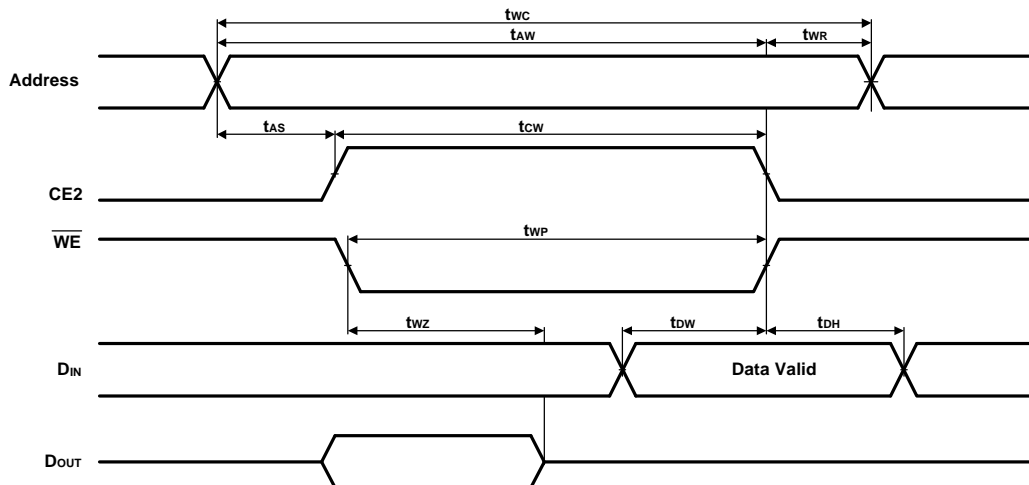 tWC
tAW
tWR
Address
tAS
tCW
CE2
WE
tWP
tWZ
tDW
tDH
DIN
Data Valid
DOUT